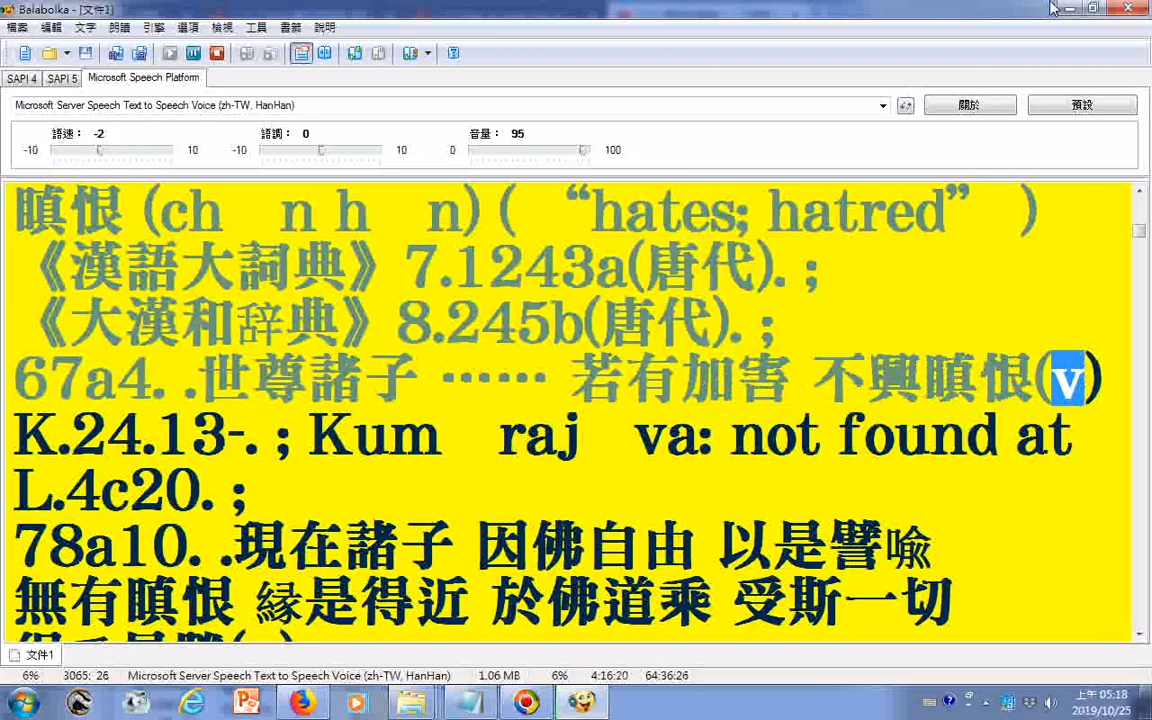 Balabolka - [文件1]
檔案 編輯 文字 朗讀 引擎 選項 檢視 工具 書籤 說明
SAPI 4 SAPI 5 Microsoft Speech Platform
Microsoft Server Speech Text to Speech Voice (zh-TW, HanHan) 關於 預設
語速： -2 語調： 0 音量： 95
-10 10 -10 10 0 100
瞋恨 (ch n h n) ( “hates; hatred” )
《漢語大詞典》 7.1243a(唐代). ;
《大漢和辞典》 8.245b(唐代). ;
67a4. .世尊諸子 …… 若有加害 不興瞋恨(v)
K.24.13-. ; Kum raj va: not found at
L.4c20. ;
78a10. .現在諸子 因佛自由 以是譬喩
無有瞋恨 縁是得近 於佛道乘 受斯一切
文件1
6% 3065: 26 Microsoft Server Speech Text to Speech Voice (zh-TW, HanHan) 1.06 MB 6% 4:16:20 64:36:26
上午 05:18
2019/10/25